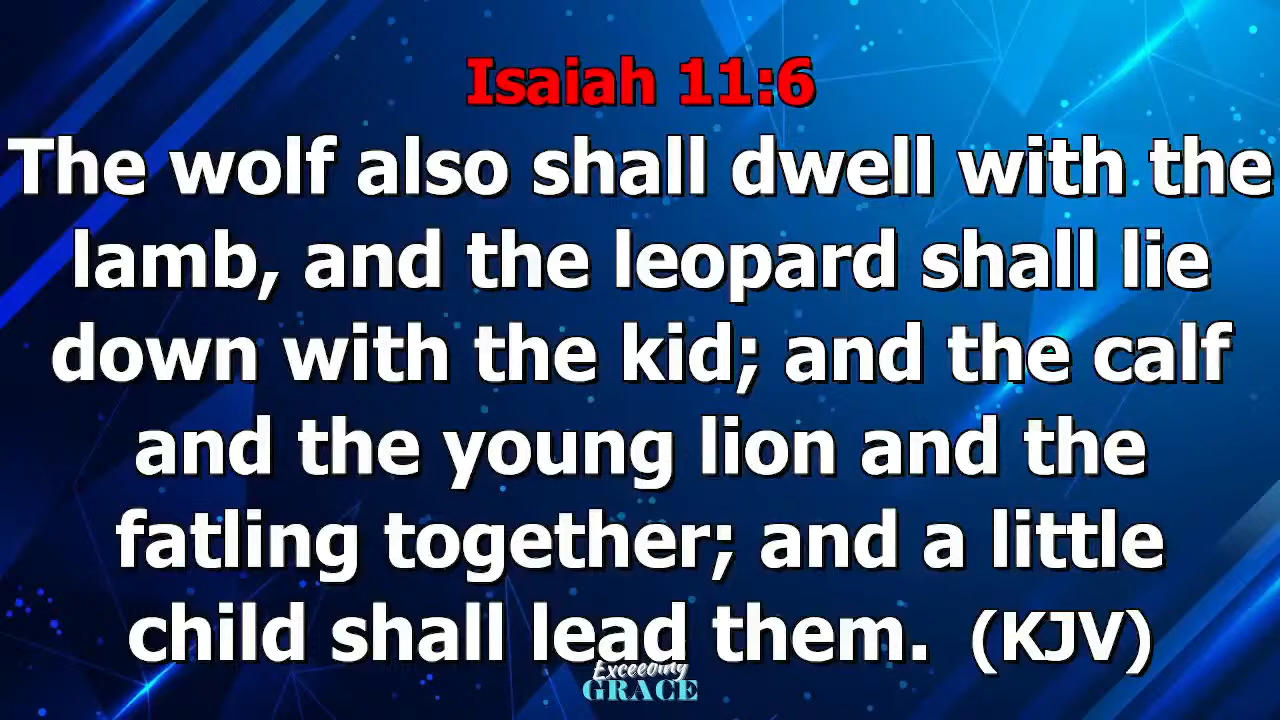 Isaiah 11:6
The wolf also shall dwell with the
lamb, and the leopard shall lie
down with the kid; and the calf
and the young lion and the
fatling together; and a little
child shall lead them. (KJV)
Exceeding
GRACE